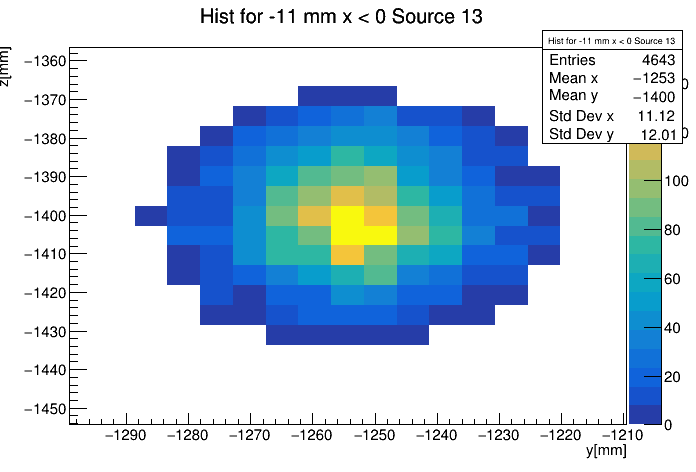 Hist for -11 mm x < 0 Source 13
z[mm]
Hist for -11 mm x < 0 Source 13
Entries 4643
Mean x −1253
Mean y −1400
Std Dev x 11.12
Std Dev y 12.01
−1360
−1370
−1380
−1390
−1400
−1410
−1420
−1430
−1440
−1450
0
0
100
80
60
40
20
0
−1290 −1280 −1270 −1260 −1250 −1240 −1230 −1220 −1210
y[mm]